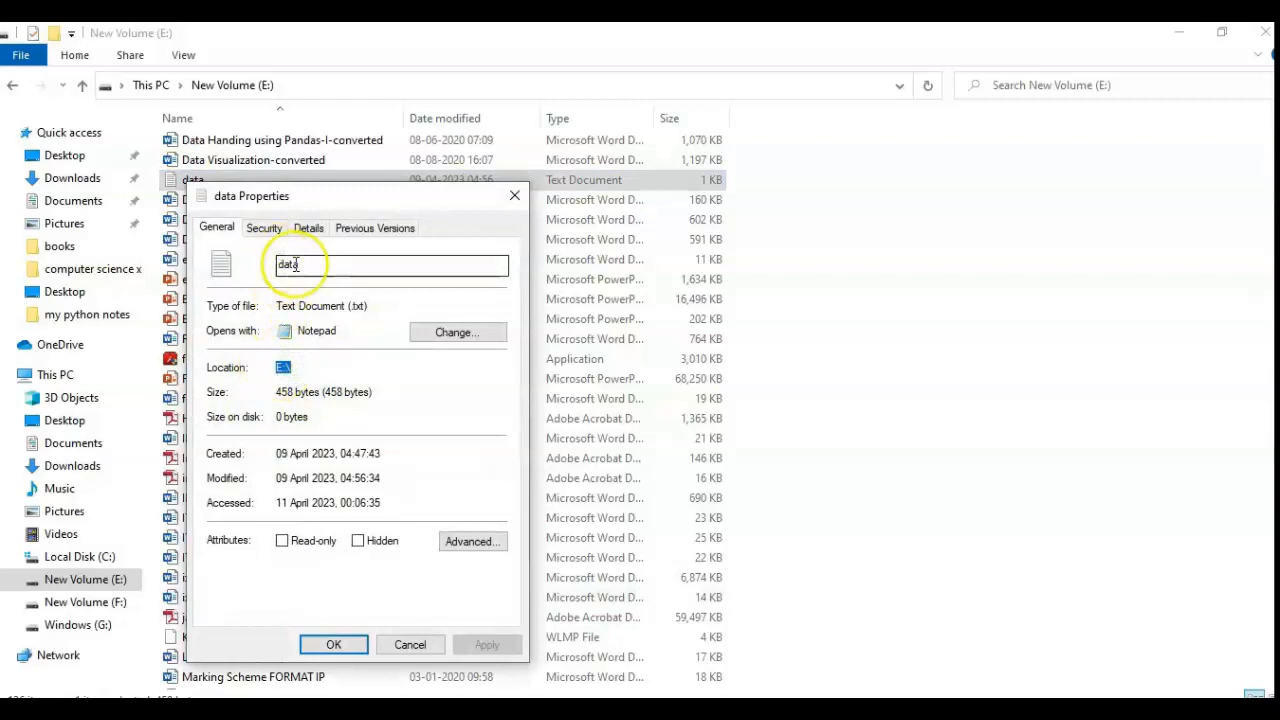 New Volume (E:)
File Home Share View
This PC New Volume (E:) Search New Volume (E:)
Name Date modified Type Size
Quick access
Desktop
Downloads
Documents
Pictures
books
computer science x
Desktop
my python notes
OneDrive
This PC
3D Objects
Desktop
Documents
Downloads
Music
Pictures
Videos
Local Disk (C:)
New Volume (E:)
New Volume (F:)
Windows (G:)
Network
Data Handing using Pandas-I-converted 08-06-2020 07:09 Microsoft Word D... 1,070 KB
Data Visualization-converted 08-08-2020 16:07 Microsoft Word D... 1,197 KB
data 09-04-2023 04:56 Text Document 1 KB
Microsoft Word D... 160 KB
Microsoft Word D... 602 KB
Microsoft Word D... 591 KB
Microsoft Word D... 11 KB
Microsoft PowerP... 1,634 KB
Microsoft PowerP... 16,496 KB
Microsoft PowerP... 202 KB
Microsoft Word D... 764 KB
Application 3,010 KB
Microsoft PowerP... 68,250 KB
Microsoft Word D... 19 KB
Adobe Acrobat D... 1,365 KB
Microsoft Word D... 21 KB
Adobe Acrobat D... 146 KB
Microsoft Word D... 16 KB
Microsoft Word D... 690 KB
Microsoft Word D... 23 KB
Microsoft Word D... 25 KB
Microsoft Word D... 22 KB
Microsoft Word D... 6,874 KB
Microsoft Word D... 14 KB
Adobe Acrobat D... 59,497 KB
WLMP File 4 KB
Microsoft Word D... 17 KB
Marking Scheme FORMAT IP 03-01-2020 09:58 Microsoft Word D... 18 KB
data Properties
General Security Details Previous Versions
data
Type of file: Text Document (.txt)
Opens with: Notepad Change...
Location: E:\
Size: 458 bytes (458 bytes)
Size on disk: 0 bytes
Created: 09 April 2023, 04:47:43
Modified: 09 April 2023, 04:56:34
Accessed: 11 April 2023, 00:06:35
Attributes: Read-only Hidden Advanced...
OK Cancel Apply